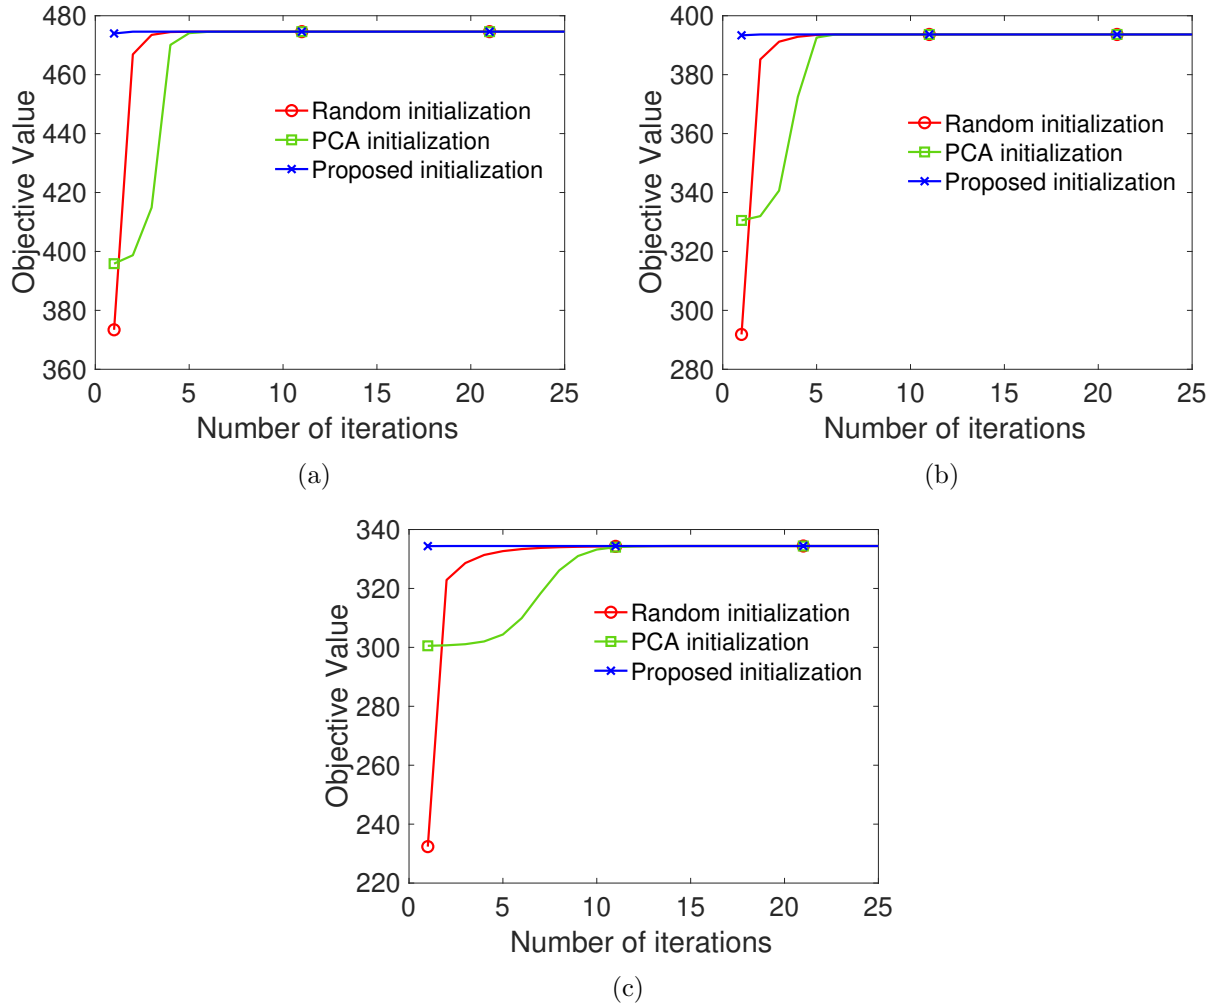 480
460
440
420
400
380
360
Objective Value
Random initialization
PCA initialization
Proposed initialization
0 5 10 15 20 25
Number of iterations
(a)
400
380
360
340
320
300
280
Objective Value
Random initialization
PCA initialization
Proposed initialization
0 5 10 15 20 25
Number of iterations
(b)
340
320
300
280
260
240
220
Objective Value
Random initialization
PCA initialization
Proposed initialization
0 5 10 15 20 25
Number of iterations
(c)